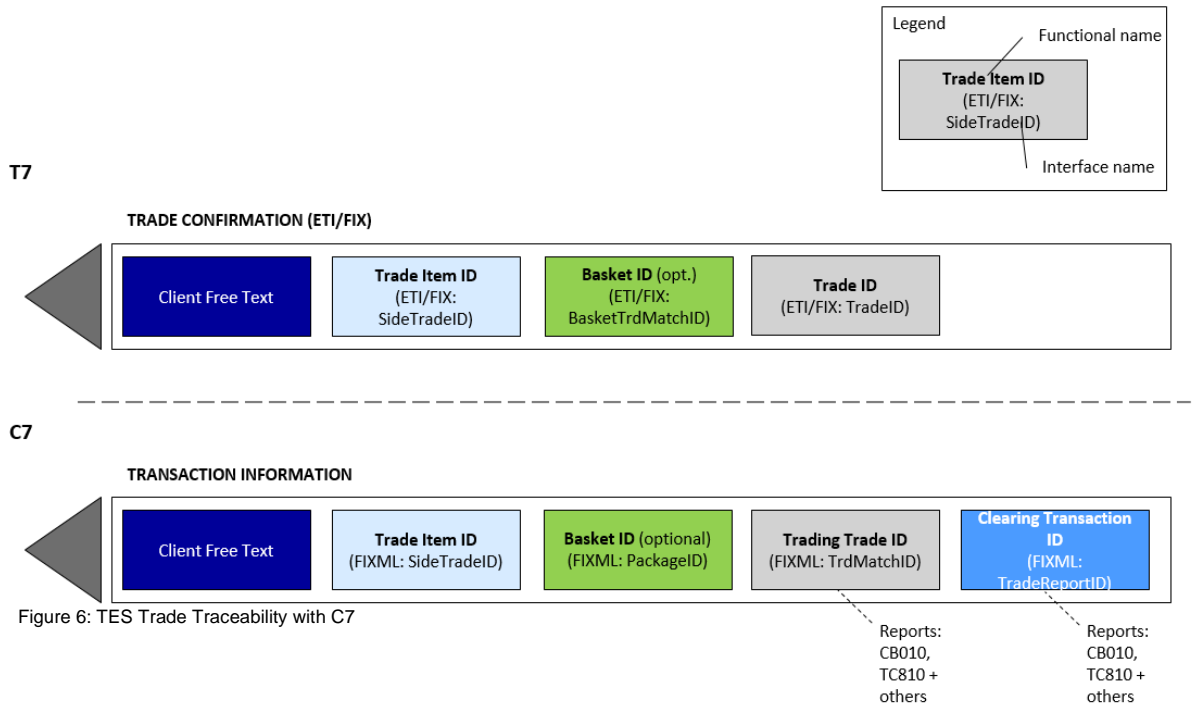 Legend
Functional name
Trade Item ID
(ETI/FIX:
SideTradeID)
Interface name
T7
TRADE CONFIRMATION (ETI/FIX)
Client Free Text
Trade Item ID
(ETI/FIX:
SideTradeID)
Basket ID (opt.)
(ETI/FIX:
BasketTrdMatchID)
Trade ID
(ETI/FIX: TradeID)
C7
TRANSACTION INFORMATION
Client Free Text
Trade Item ID
(FIXML: SideTradeID)
Basket ID (optional)
(FIXML: PackageID)
Trading Trade ID
(FIXML: TrdMatchID)
Clearing Transaction
ID
(FIXML:
TradeReportID)
Figure 6: TES Trade Traceability with C7
Reports:
CB010,
TC810 +
others
Reports:
CB010,
TC810 +
others